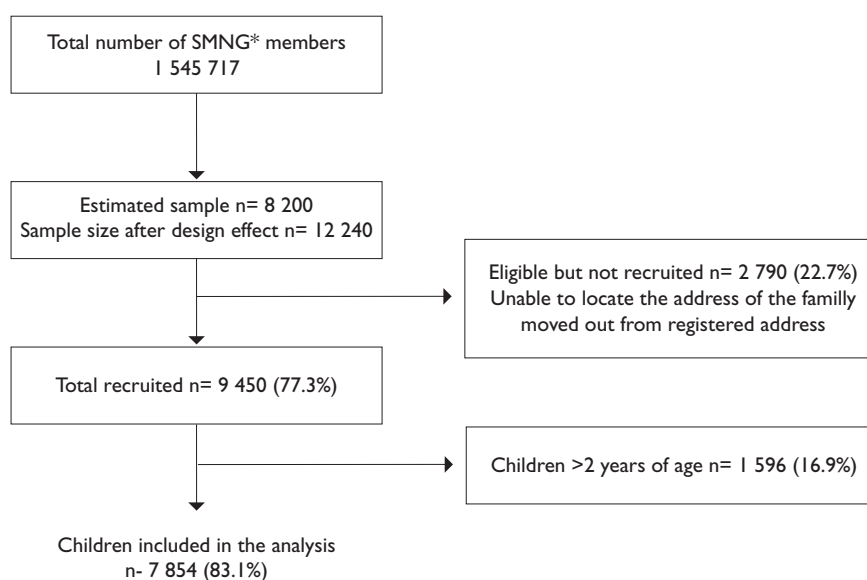 Total number of SMNG* members
1 545 717
Estimated sample n= 8 200
Sample size after design effect n= 12 240
Eligible but not recruited n= 2 790 (22.7%)
Unable to locate the address of the familly
moved out from registered address
Total recruited n= 9 450 (77.3%)
Children >2 years of age n= 1 596 (16.9%)
Children included in the analysis
n- 7 854 (83.1%)